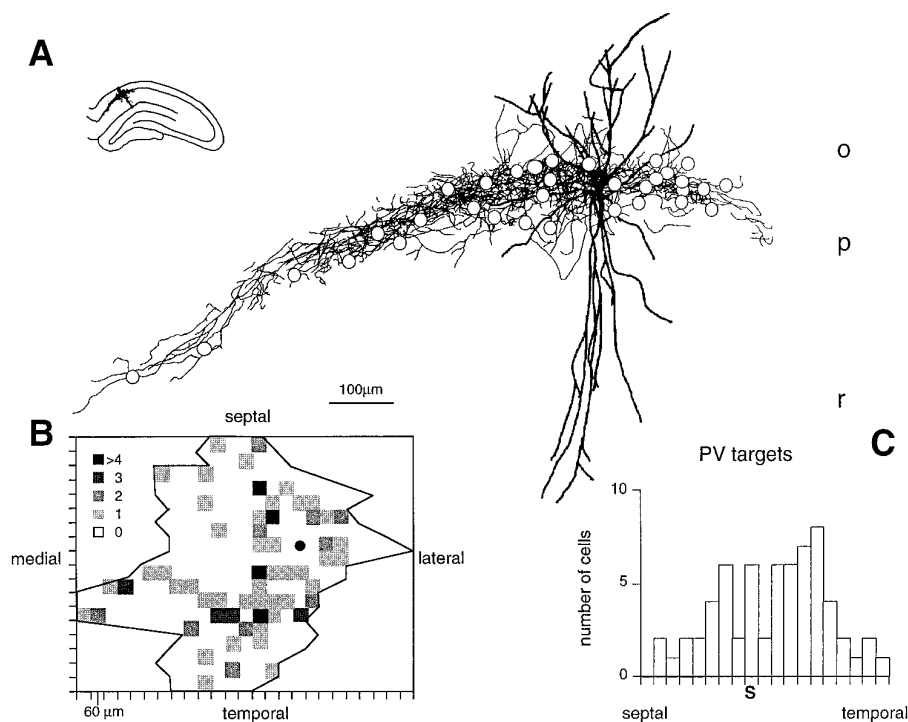 A
o
p
r
100μm
B
septal
>4
3
2
1
0
medial
lateral
60 μm
temporal
C
PV targets
number of cells
10
5
0
S
septal
temporal